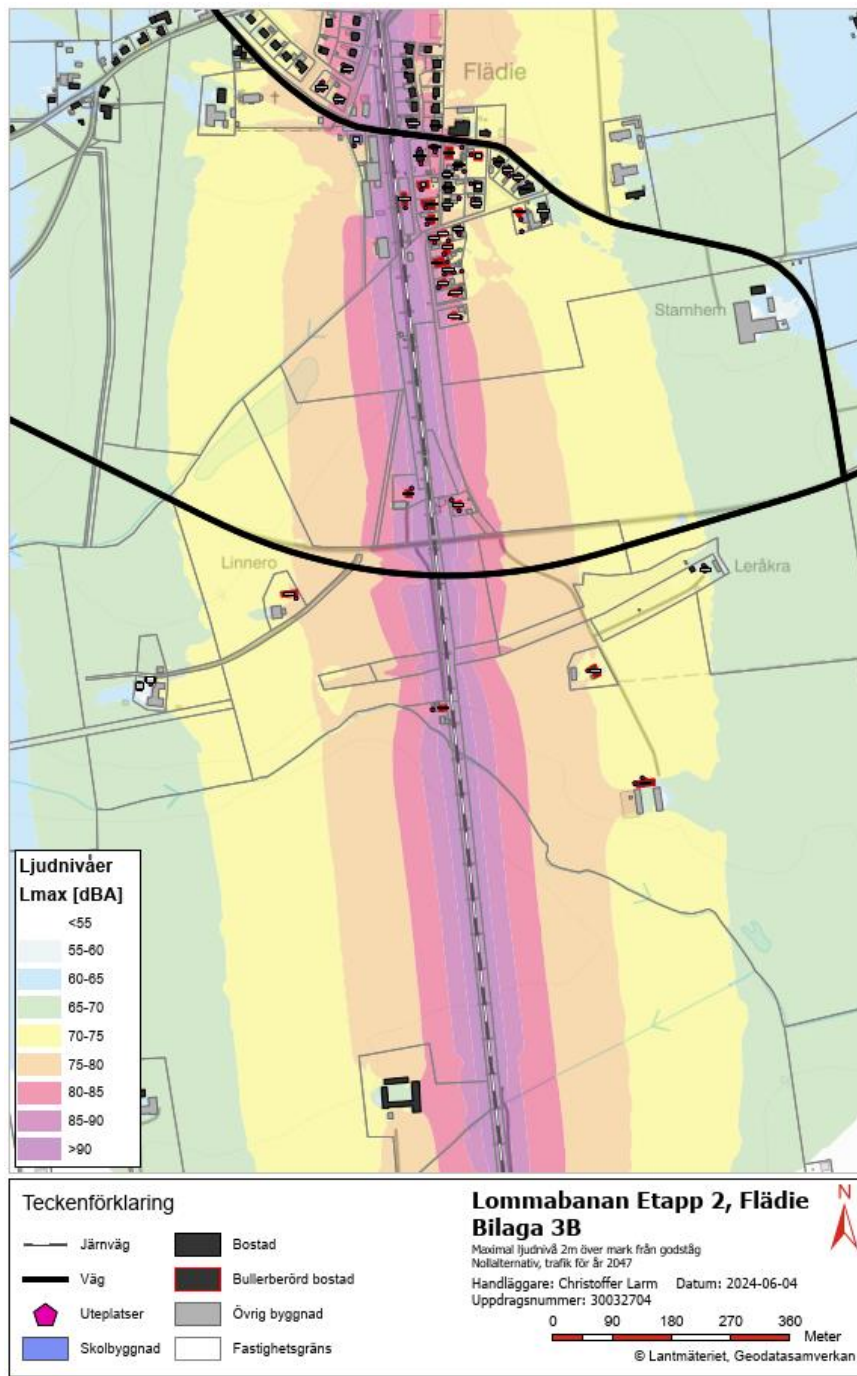 Flädie
Stamhem
Linnero
Leråkra
Ljudnivåer
Lmax [dBA]
<55
55-60
60-65
65-70
70-75
75-80
80-85
85-90
>90
Teckenförklaring
Järnväg
Väg
Uteplatser
Skolbyggnad
Bostad
Bullerberörd bostad
Övrig byggnad
Fastighetsgräns
Lommabanan Etapp 2, Flädie
Bilaga 3B
Maximal ljudnivå 2m över mark från godståg
Nollalternativ, trafik för år 2047
Handläggare: Christoffer Larm Datum: 2024-06-04
Uppdragsnummer: 30032704
N
0 90 180 270 360
Meter
© Lantmäteriet, Geodatasamverkan